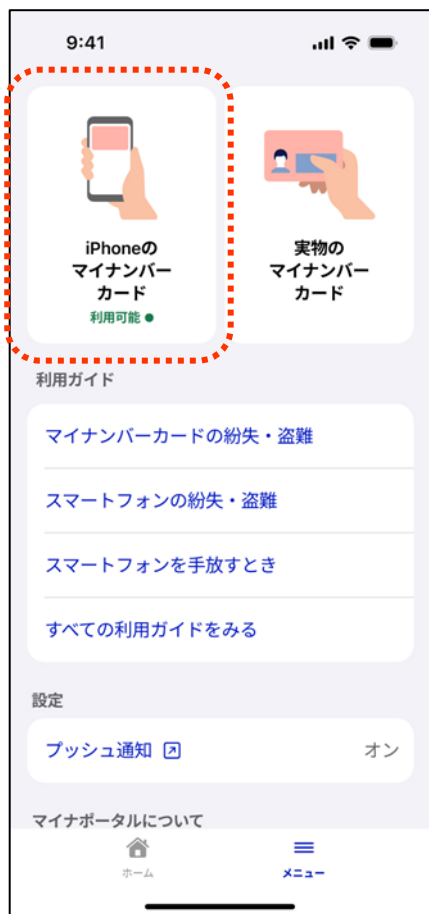 9:41
iPhoneの
マイナンバー
カード
利用可能
実物の
マイナンバー
カード
利用ガイド
マイナンバーカードの紛失・盗難
スマートフォンの紛失・盗難
スマートフォンを手放すとき
すべての利用ガイドをみる
設定
プッシュ通知
オン
マイナポータルについて
ホーム
メニュー